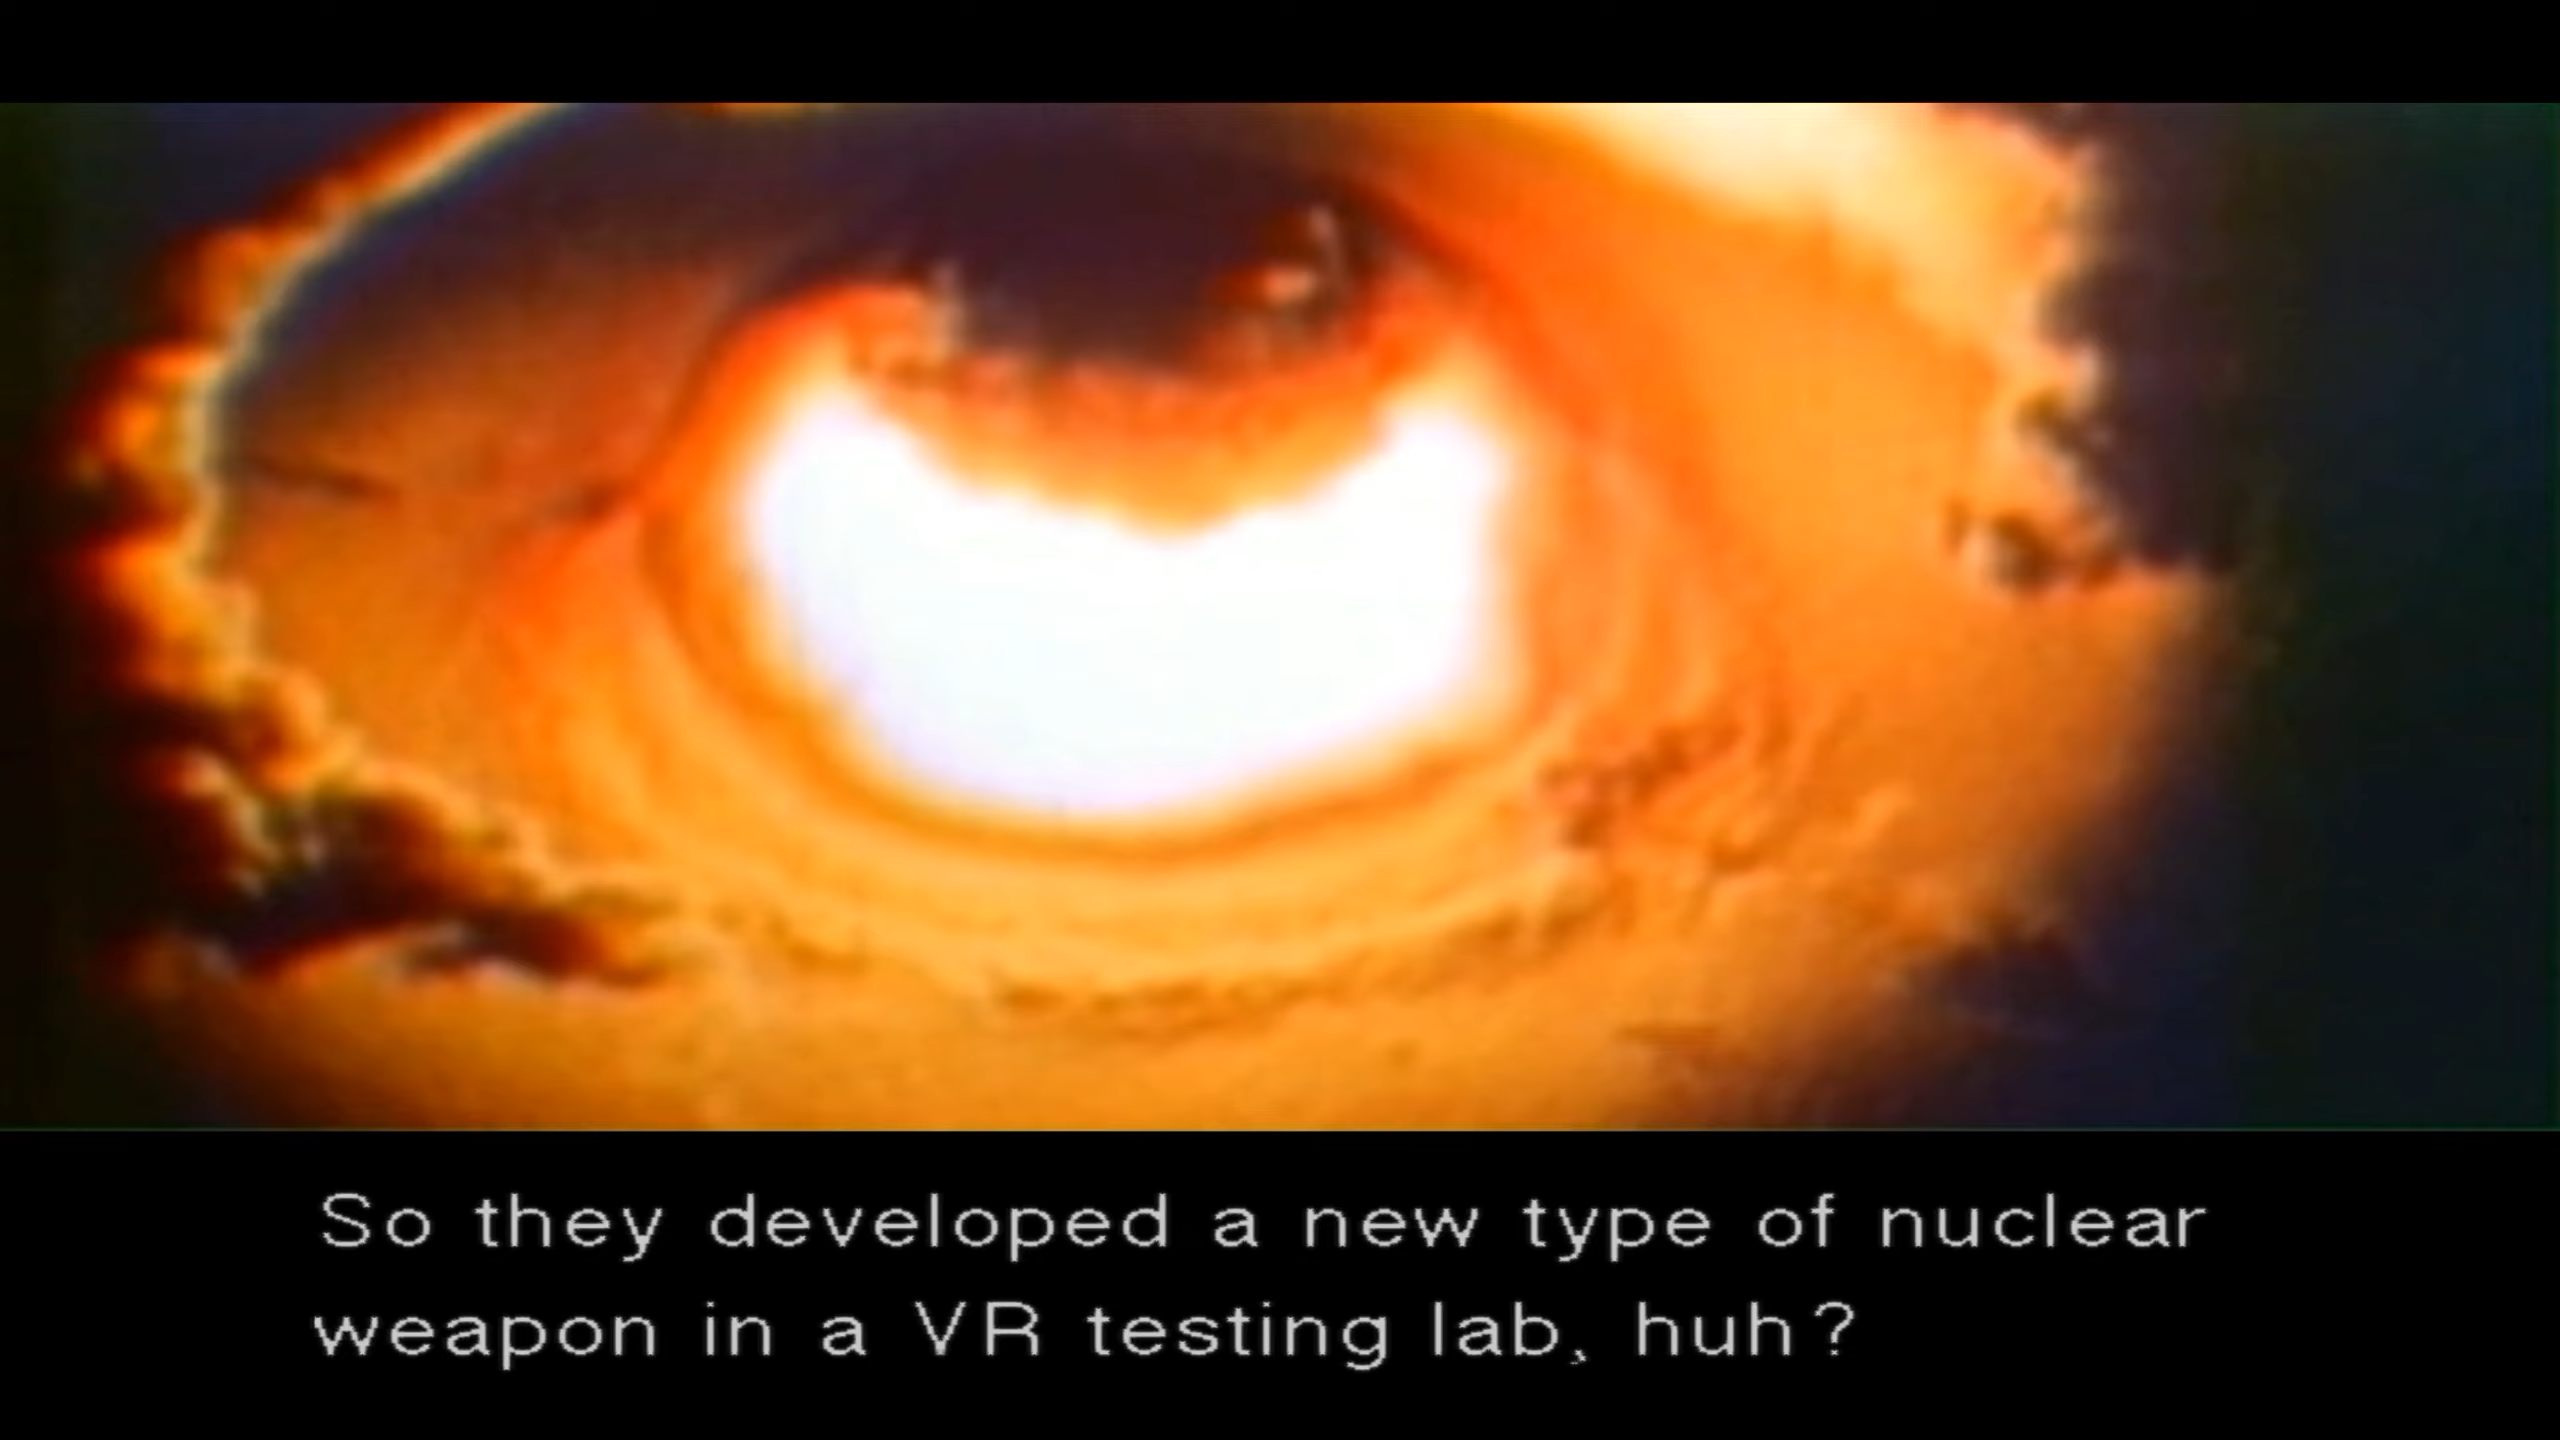 So they developed a new type of nuclear
weapon in a VR testing lab, huh?